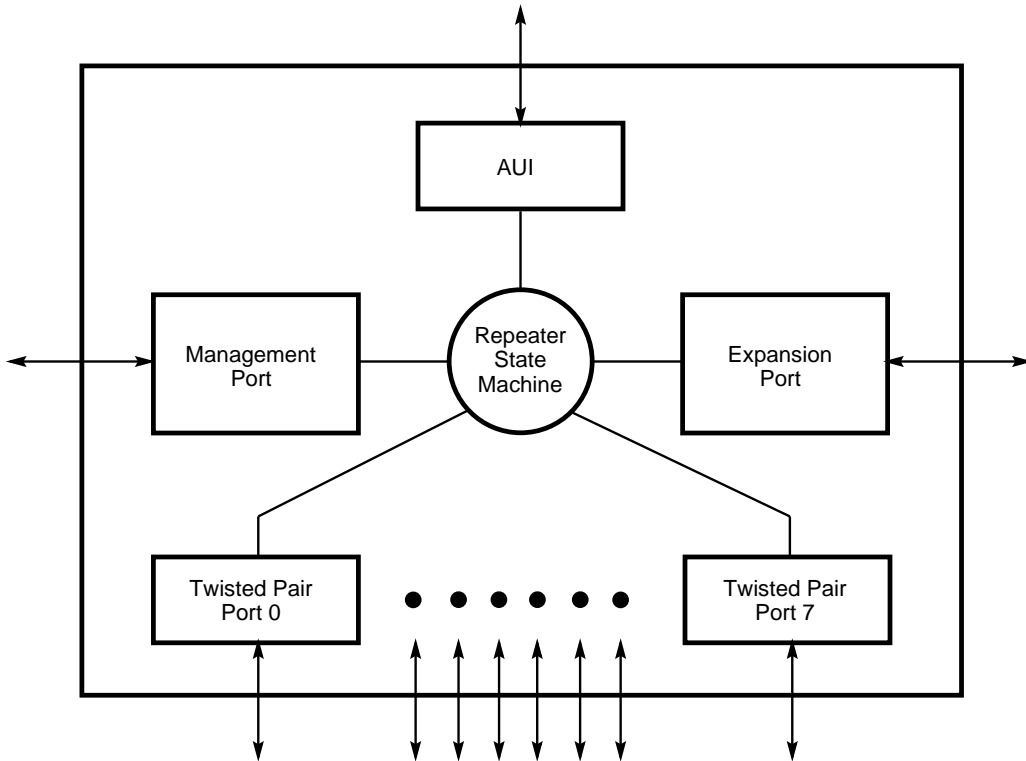 AUI
Management
Port
Repeater
State
Machine
Expansion
Port
Twisted Pair
Port 0
Twisted Pair
Port 7